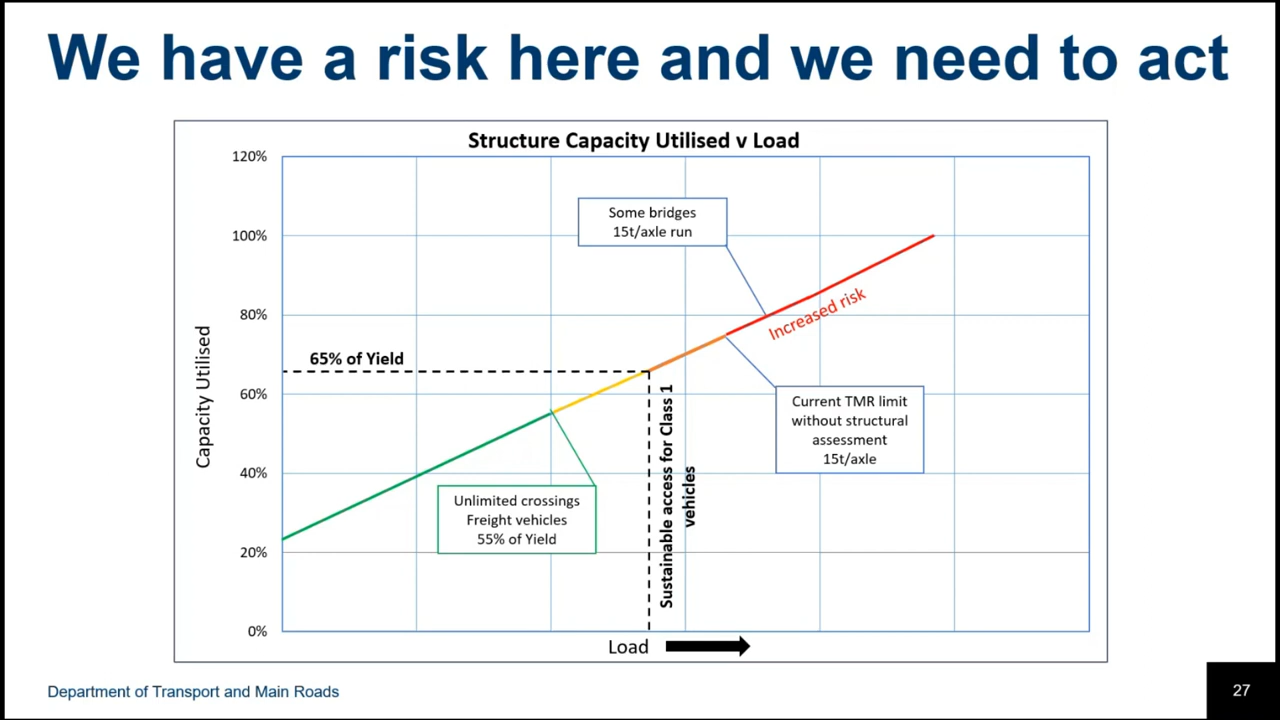 We have a risk here and we need to act
Structure Capacity Utilised v Load
120%
100%
80%
60%
40%
20%
0%
Capacity Utilised
Some bridges
15t/axle run
Increased risk
65% of Yield
Current TMR limit
without structural
assessment
15t/axle
Unlimited crossings
Freight vehicles
55% of Yield
Sustainable access for Class 1
vehicles
Load
Department of Transport and Main Roads
27